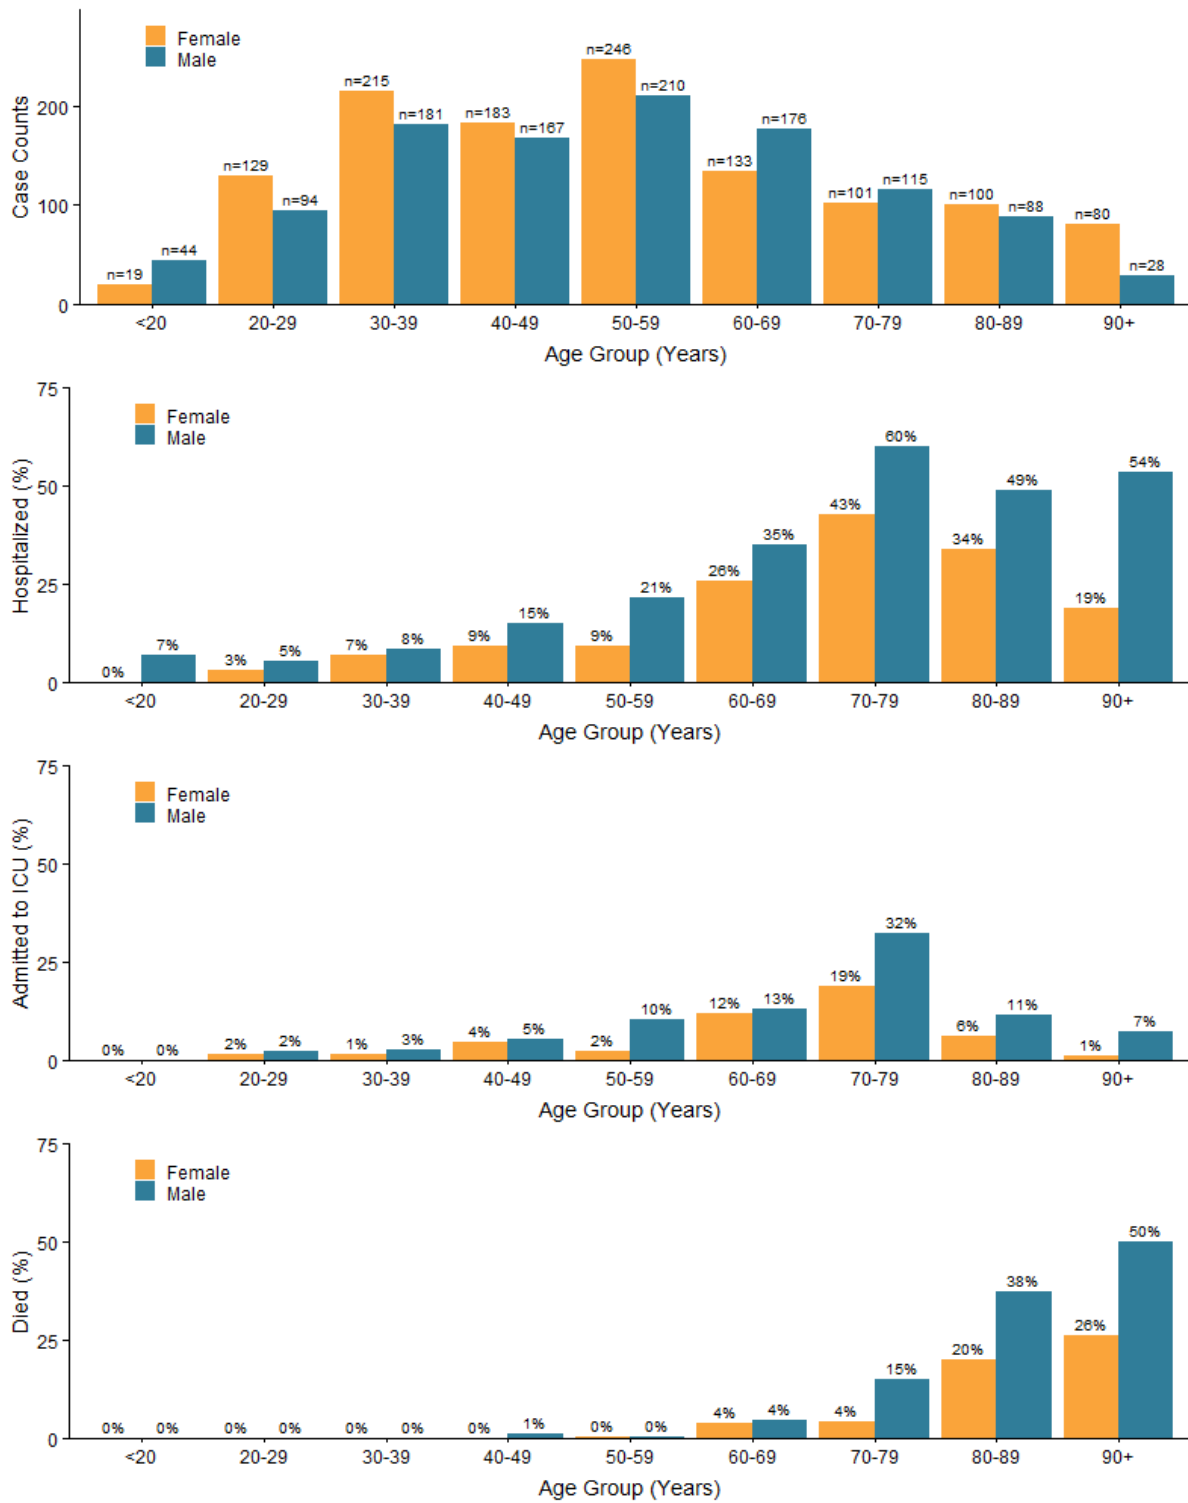 Female
Male
Case Counts
200
100
0
n=19
n=44
n=129
n=94
n=215
n=181
n=183
n=167
n=246
n=210
n=133
n=176
n=101
n=115
n=100
n=88
n=80
n=28
<20 20-29 30-39 40-49 50-59 60-69 70-79 80-89 90+
Age Group (Years)
Female
Male
Hospitalized (%)
75
50
25
0
0%
7%
3%
5%
7%
8%
9%
15%
9%
21%
26%
35%
43%
60%
34%
49%
19%
54%
<20 20-29 30-39 40-49 50-59 60-69 70-79 80-89 90+
Age Group (Years)
Female
Male
Admitted to ICU (%)
75
50
25
0
0%
0%
2%
2%
1%
3%
4%
5%
2%
10%
12%
13%
19%
32%
6%
11%
1%
7%
<20 20-29 30-39 40-49 50-59 60-69 70-79 80-89 90+
Age Group (Years)
Female
Male
Died (%)
75
50
25
0
0%
0%
0%
0%
0%
0%
0%
1%
0%
0%
4%
4%
4%
15%
20%
38%
26%
50%
<20 20-29 30-39 40-49 50-59 60-69 70-79 80-89 90+
Age Group (Years)